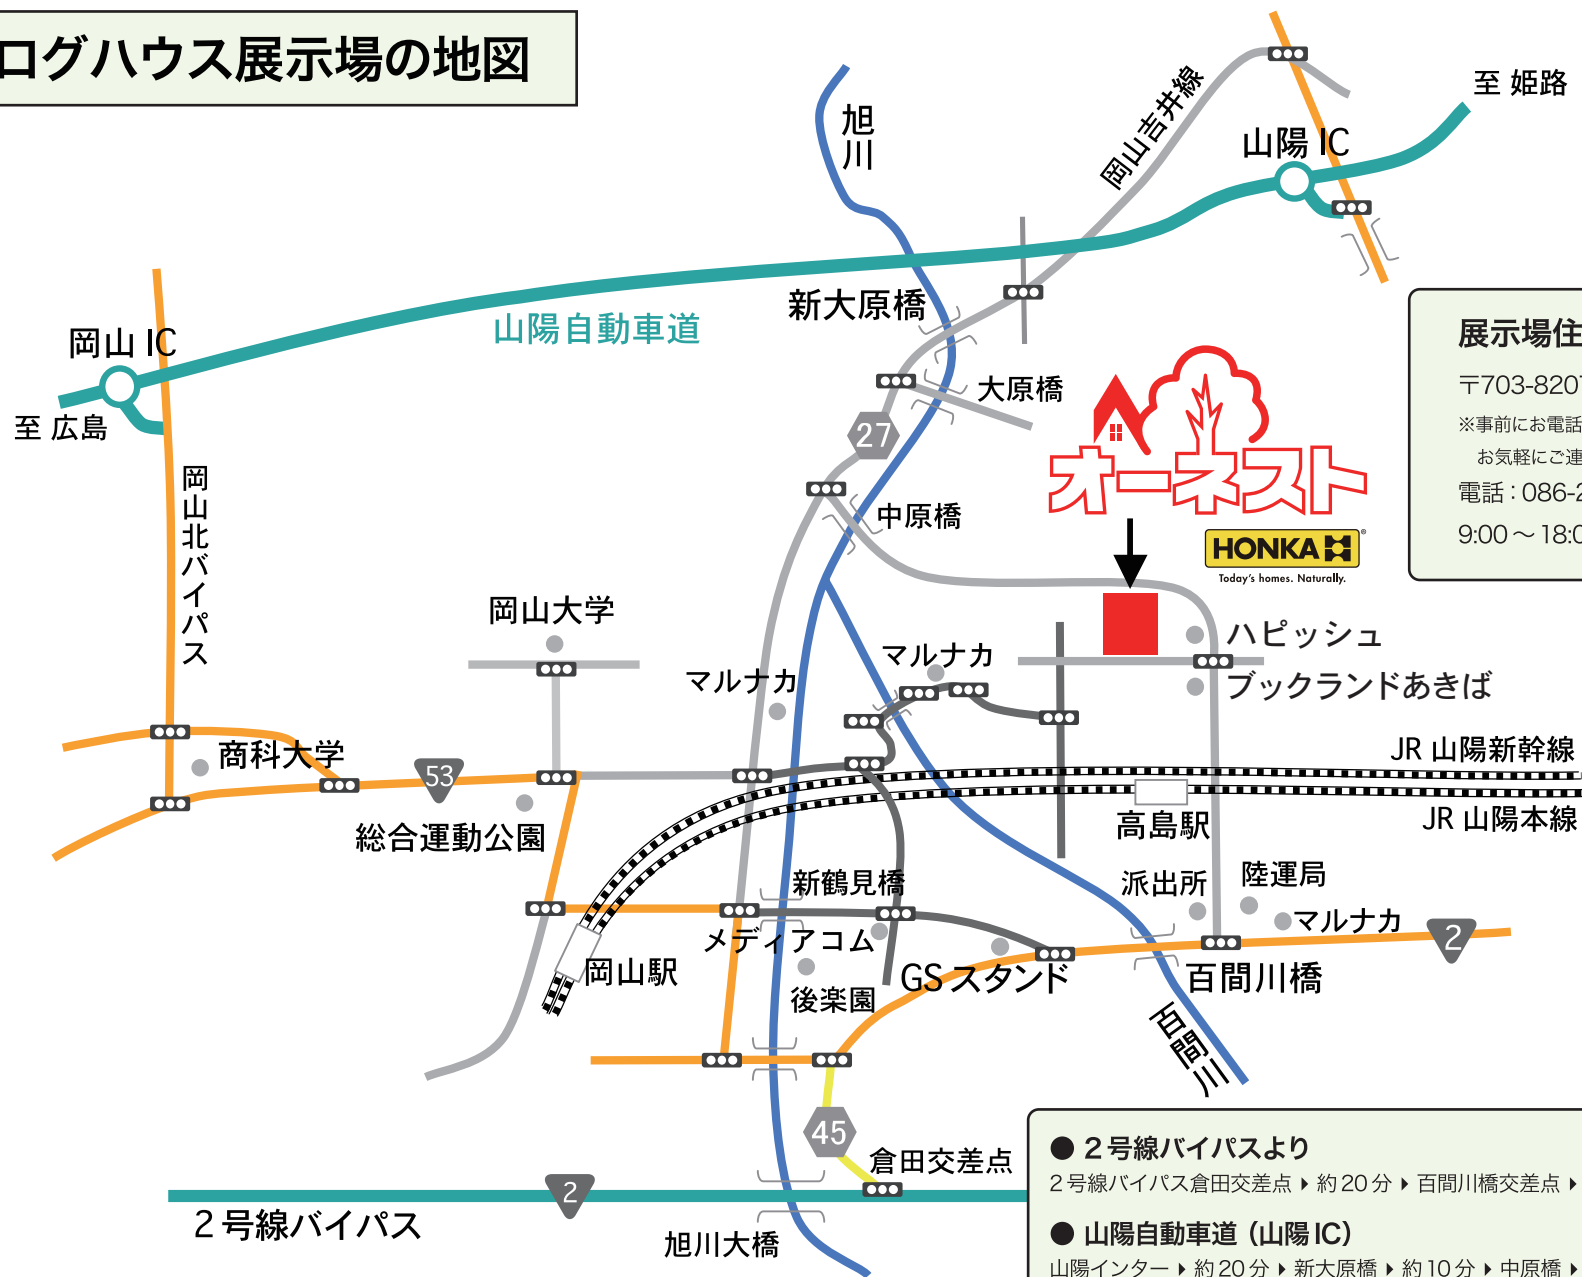 ログハウス展示場の地図
至 姫路
旭川
岡山吉井線
山陽 IC
新大原橋
山陽自動車道
岡山 IC
至 広島
大原橋
27
岡山北バイパス
中原橋
オーネスト
HONKA
®
Today's homes. Naturally.
展示場住
〒703-820
※事前にお電話
お気軽にご連
電話：086-2
9:00〜18:0
岡山大学
マルナカ
マルナカ
ハピッシュ
ブックランドあきば
商科大学
53
JR 山陽新幹線
JR 山陽本線
総合運動公園
高島駅
新鶴見橋
派出所
陸運局
マルナカ
2
メディアコム
岡山駅
後楽園
GS スタンド
百間川橋
百間川
45
倉田交差点
2
2号線バイパス
旭川大橋
● 2号線バイパスより
2号線バイパス倉田交差点 ▶ 約20分 ▶ 百間川橋交差点 ▶
● 山陽自動車道（山陽IC）
山陽インター ▶ 約20分 ▶ 新大原橋 ▶ 約10分 ▶ 中原橋 ▶